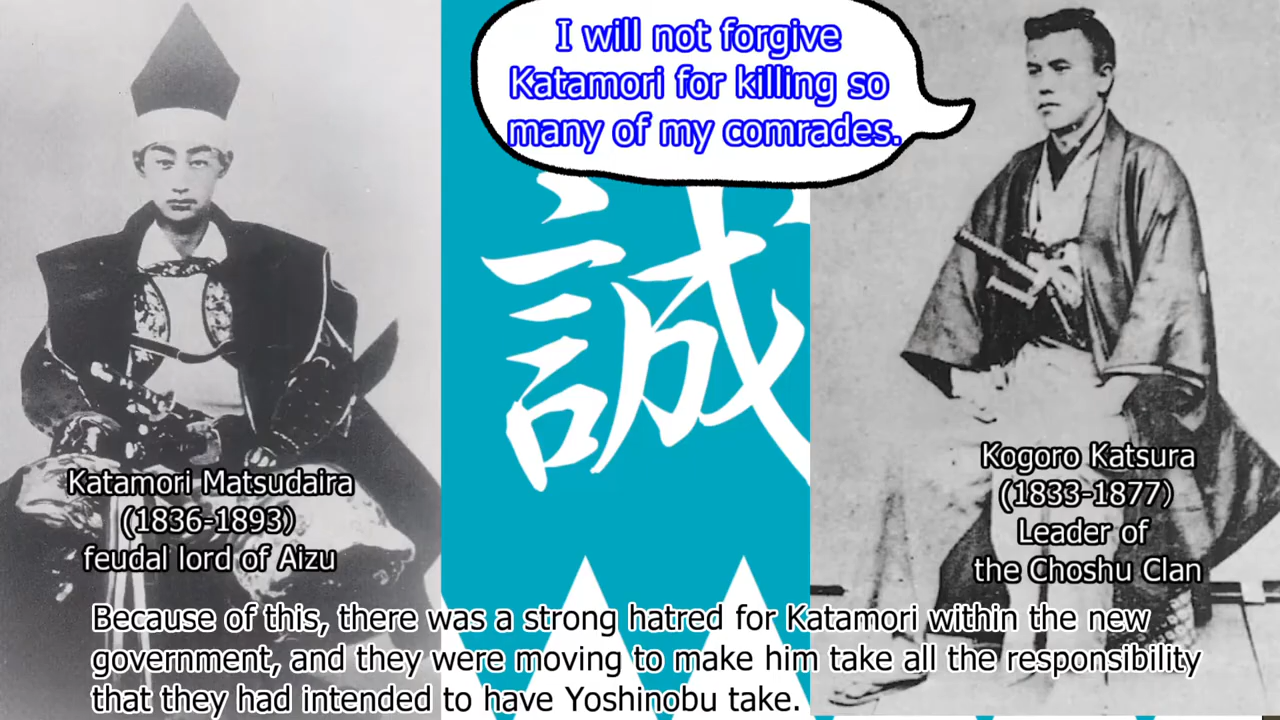 I will not forgive
Katamori for killing so
many of my comrades.
誠
Katamori Matsudaira
(1836-1893)
feudal lord of Aizu
Kogoro Katsura
(1833-1877)
Leader of
the Choshu Clan
Because of this, there was a strong hatred for Katamori within the new
government, and they were moving to make him take all the responsibility
that they had intended to have Yoshinobu take.